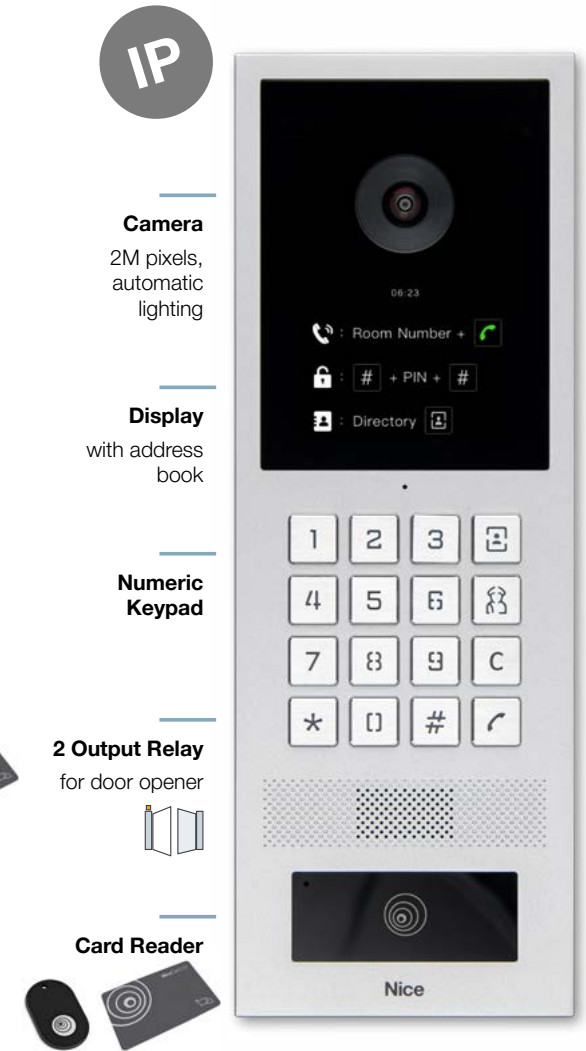 IP
Camera
2M pixels,
automatic
lighting
Display
with address
book
Numeric
Keypad
2 Output Relay
for door opener
Card Reader
06:23
: Room Number +
: # + PIN + #
: Directory
1 2 3
4 5 6
7 8 9 C
* 0 #
Nice